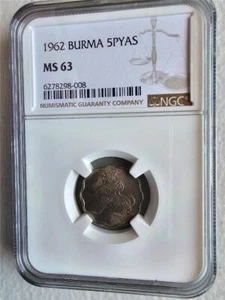 1962 BURMA 5PYAS
MS 63
6278298-008
NUMISMATIC GUARANTY COMPANY
NGC